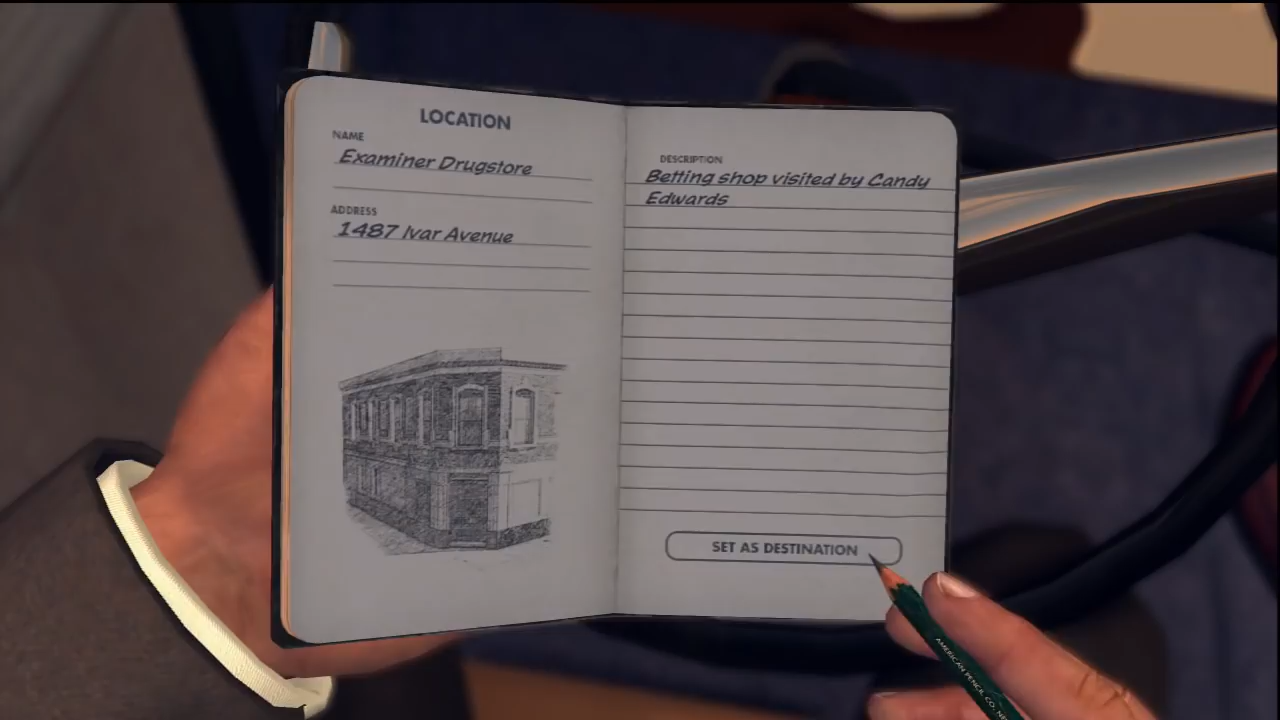 LOCATION
NAME
Examiner Drugstore
ADDRESS
1487 Ivar Avenue
DESCRIPTION
Betting shop visited by Candy
Edwards
SET AS DESTINATION
AMERICAN PENCIL CO.